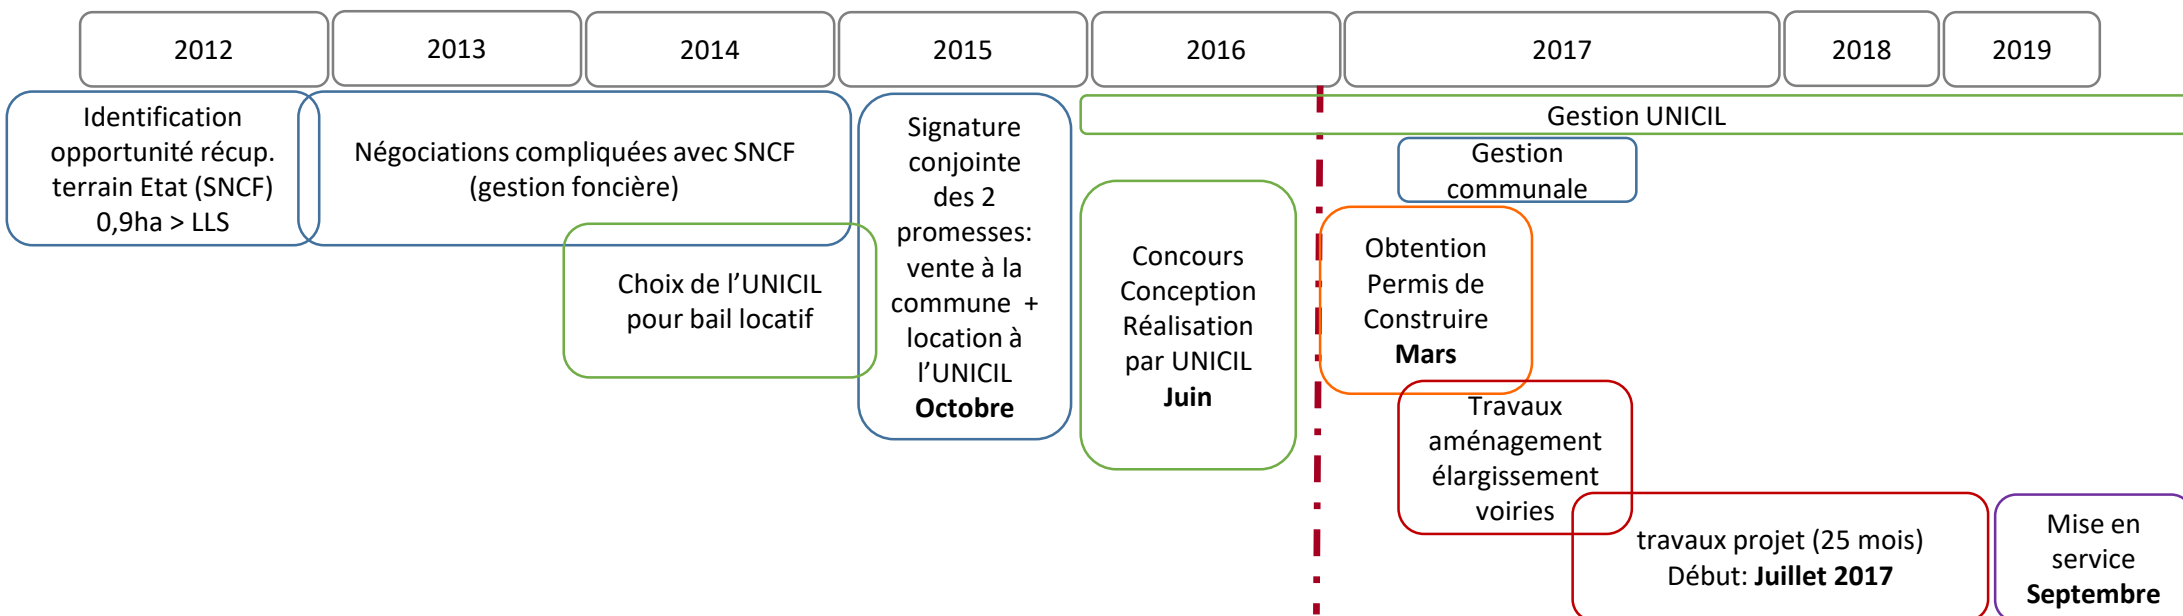 2012
2013
2014
2015
2016
2017
2018
2019
Identification
opportunité récup.
terrain Etat (SNCF)
0,9ha > LLS
Négociations compliquées avec SNCF
(gestion foncière)
Choix de l’UNICIL
pour bail locatif
Signature
conjointe
des 2
promesses:
vente à la
commune +
location à
l’UNICIL
Octobre
Gestion UNICIL
Gestion
communale
Concours
Conception
Réalisation
par UNICIL
Juin
Obtention
Permis de
Construire
Mars
Travaux
aménagement
élargissement
voiries
travaux projet (25 mois)
Début: Juillet 2017
Mise en
service
Septembre